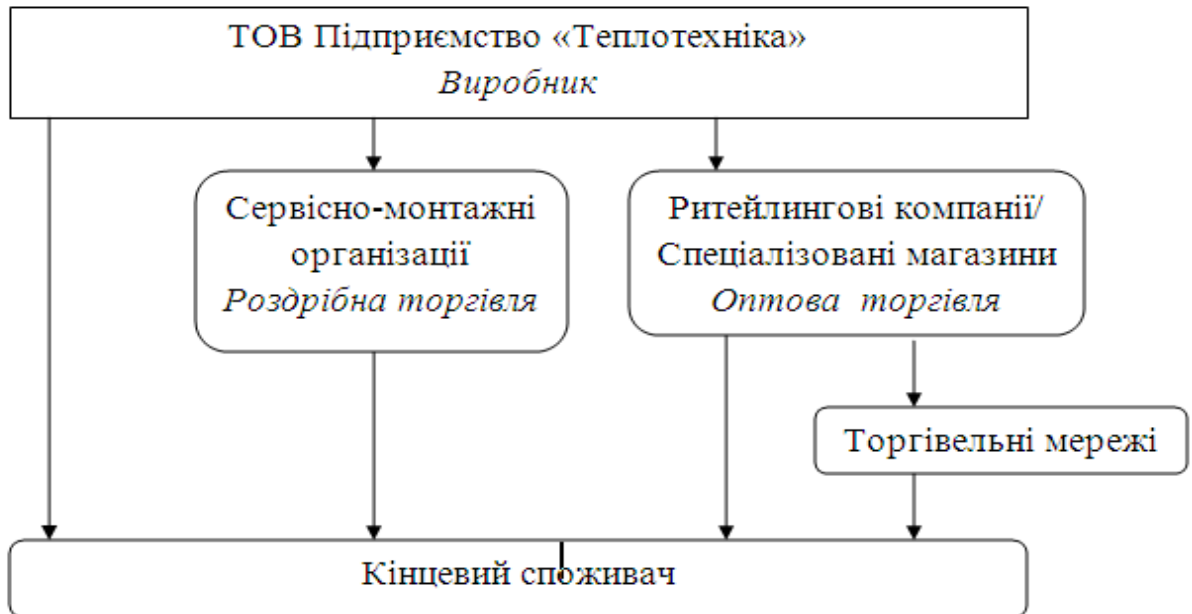 ТОВ Підприємство «Теплотехніка»
Виробник
Сервісно-монтажні
організації
Роздрібна торгівля
Ритейлингові компанії/
Спеціалізовані магазини
Оптова торгівля
Торгівельні мережі
Кінцевий споживач